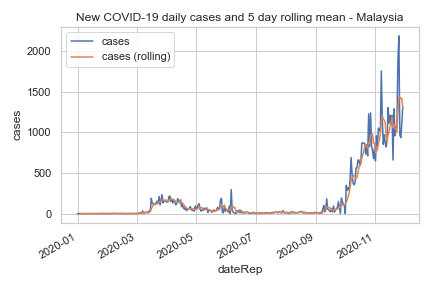 New COVID-19 daily cases and 5 day rolling mean - Malaysia
cases
cases (rolling)
2000
1500
1000
500
0
cases
2020-01
2020-03
2020-05
2020-07
2020-09
2020-11
dateRep